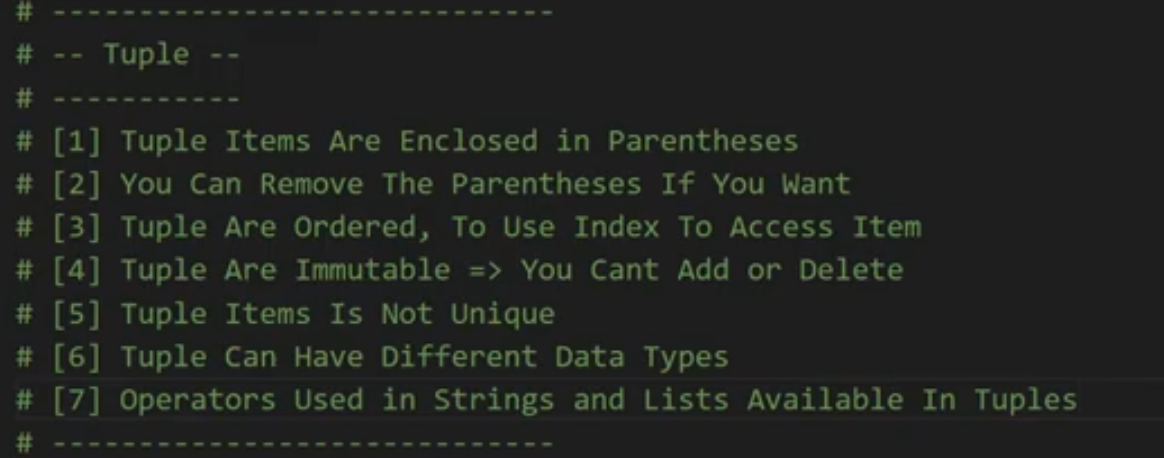 # -----------------------------
# -- Tuple --
# -----------
# [1] Tuple Items Are Enclosed in Parentheses
# [2] You Can Remove The Parentheses If You Want
# [3] Tuple Are Ordered, To Use Index To Access Item
# [4] Tuple Are Immutable => You Cant Add or Delete
# [5] Tuple Items Is Not Unique
# [6] Tuple Can Have Different Data Types
# [7] Operators Used in Strings and Lists Available In Tuples
# -----------------------------